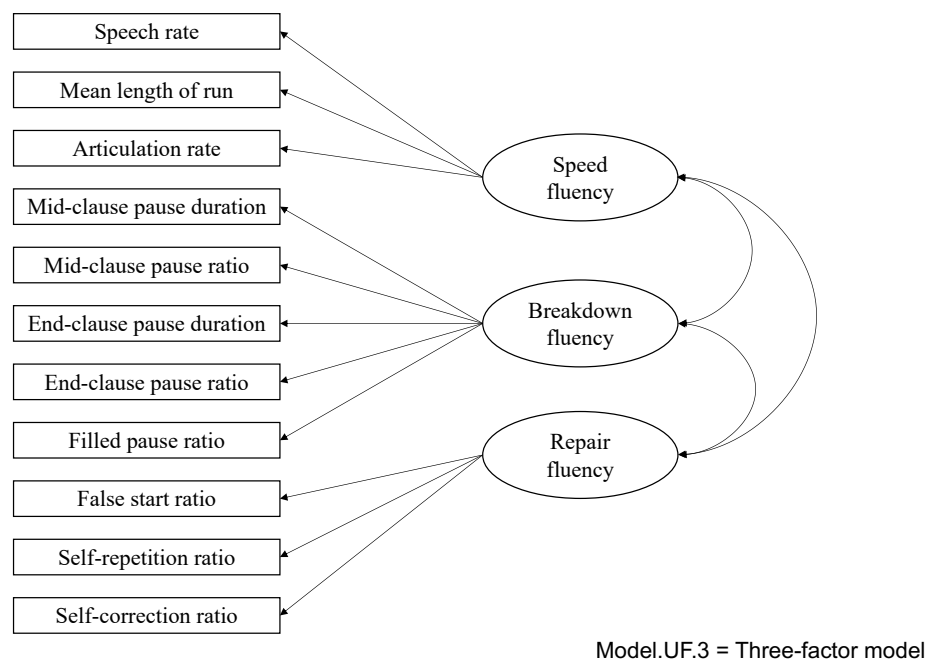 Speech rate
Mean length of run
Articulation rate
Mid-clause pause duration
Mid-clause pause ratio
End-clause pause duration
End-clause pause ratio
Filled pause ratio
False start ratio
Self-repetition ratio
Self-correction ratio
Speed
fluency
Breakdown
fluency
Repair
fluency
Model.UF.3 = Three-factor model